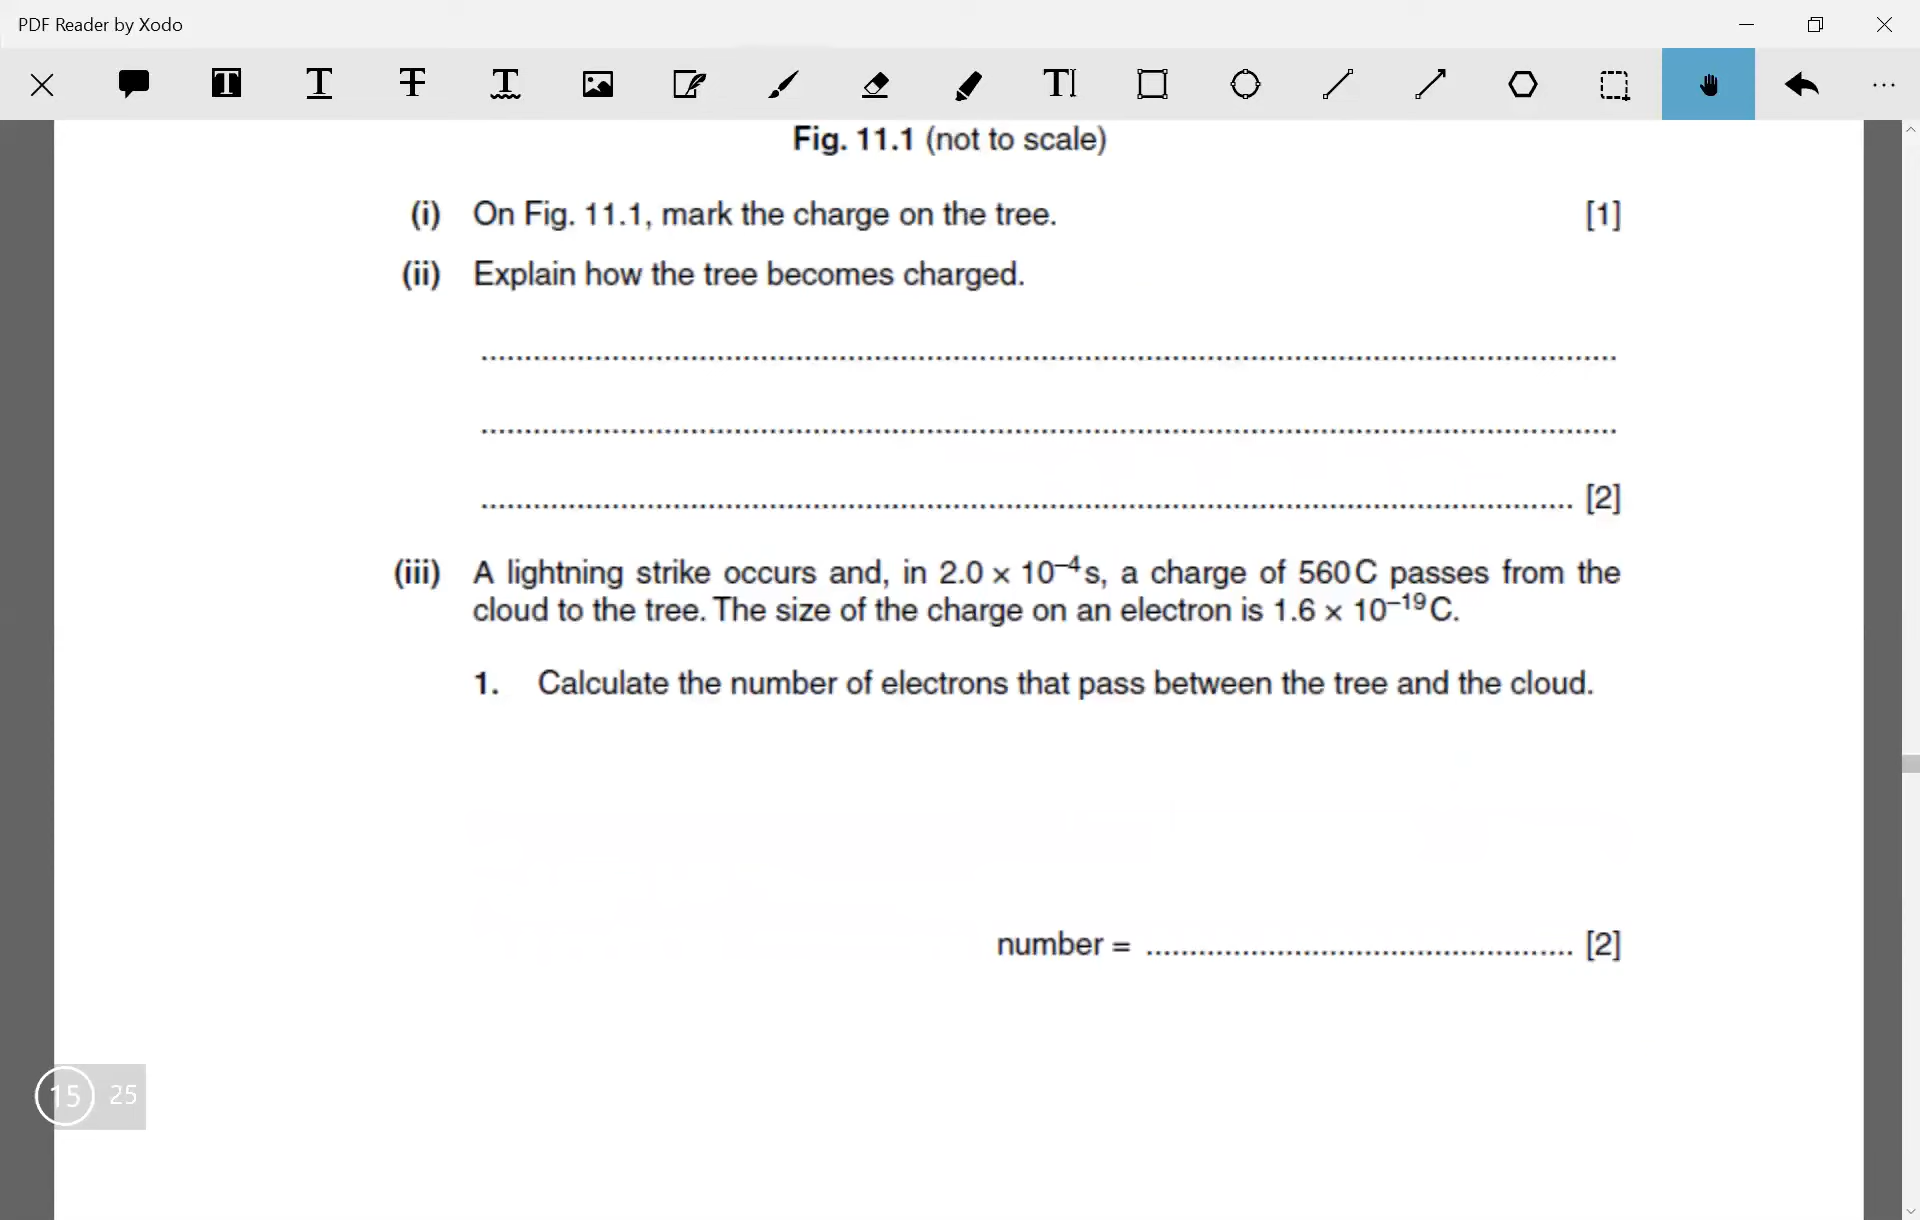 PDF Reader by Xodo
Fig. 11.1 (not to scale)
(i) On Fig. 11.1, mark the charge on the tree. [1]
(ii) Explain how the tree becomes charged.
..........................................................................................
..........................................................................................
.......................................................................................... [2]
(iii) A lightning strike occurs and, in 2.0 × 10⁻⁴ s, a charge of 560 C passes from the
cloud to the tree. The size of the charge on an electron is 1.6 × 10⁻¹⁹ C.
1. Calculate the number of electrons that pass between the tree and the cloud.
number = .................................................. [2]
15 25